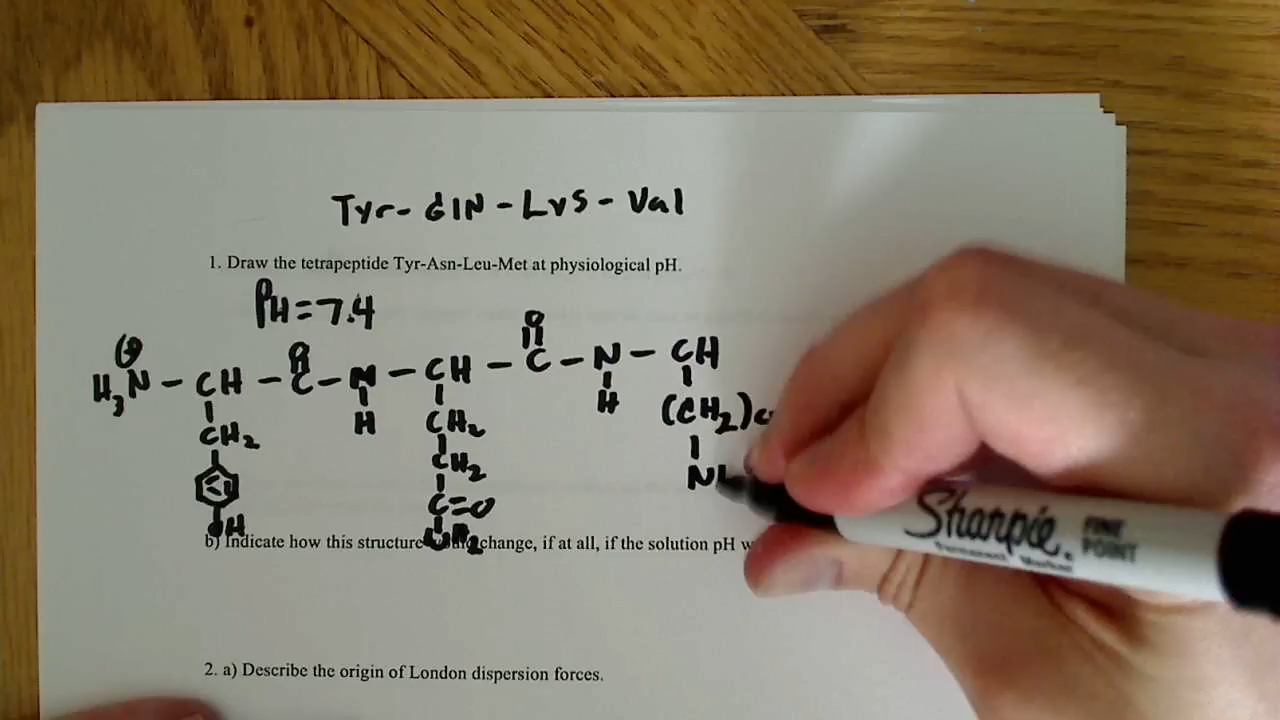 Tyr- GlN - LyS - Val
1. Draw the tetrapeptide Tyr-Asn-Leu-Met at physiological pH.
PH=7.4
⊕ O O
H₃N - CH - C - N - CH - C - N - CH
H H
CH₂ CH₂ (CH₂)
CH₂ N
C=O
OH
b) Indicate how this structure change, if at all, if the solution pH w
Sharpie.
FINE
POINT
Permanent Marker
2. a) Describe the origin of London dispersion forces.